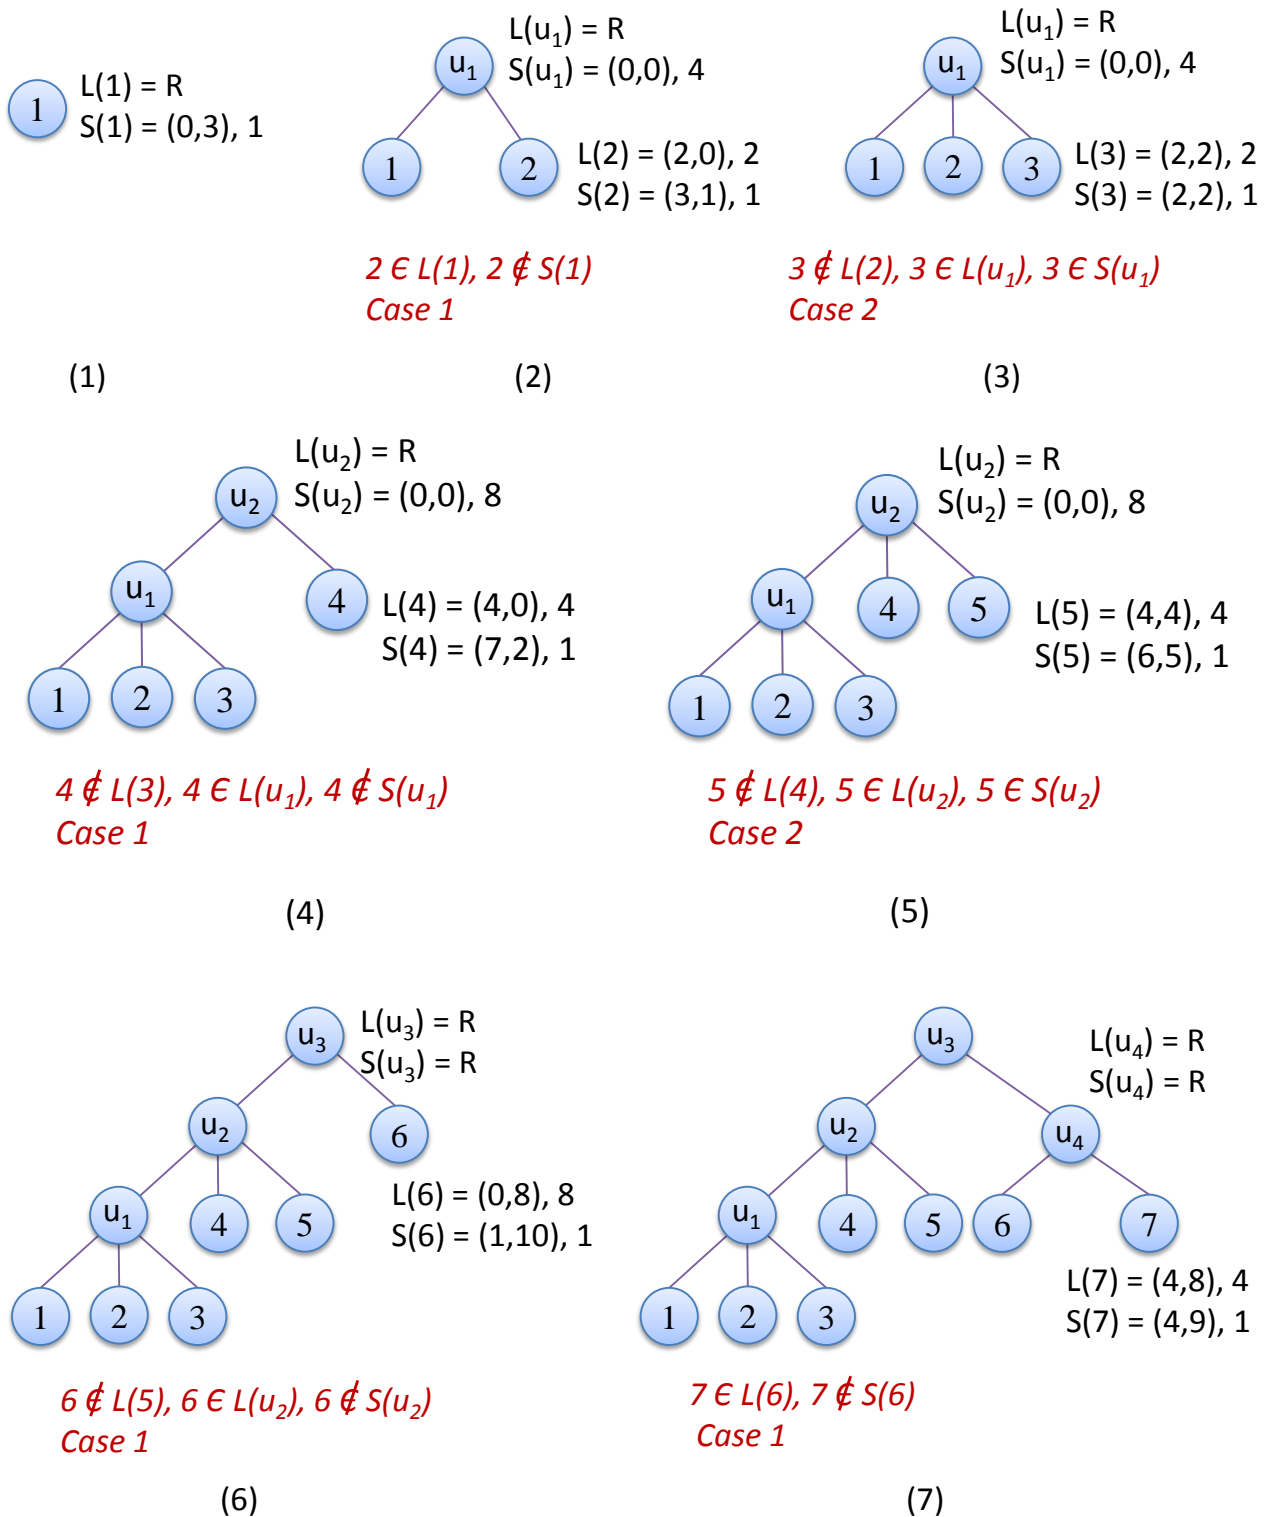 1
L(1) = R
S(1) = (0,3), 1
u₁
L(u₁) = R
S(u₁) = (0,0), 4
1
2
L(2) = (2,0), 2
S(2) = (3,1), 1
2 ∈ L(1), 2 ∉ S(1)
Case 1
u₁
L(u₁) = R
S(u₁) = (0,0), 4
1
2
3
L(3) = (2,2), 2
S(3) = (2,2), 1
3 ∉ L(2), 3 ∈ L(u₁), 3 ∈ S(u₁)
Case 2
(1)
(2)
(3)
L(u₂) = R
S(u₂) = (0,0), 8
u₂
u₁
4
L(4) = (4,0), 4
S(4) = (7,2), 1
1
2
3
4 ∉ L(3), 4 ∈ L(u₁), 4 ∉ S(u₁)
Case 1
(4)
L(u₂) = R
S(u₂) = (0,0), 8
u₂
u₁
4
5
L(5) = (4,4), 4
S(5) = (6,5), 1
1
2
3
5 ∉ L(4), 5 ∈ L(u₂), 5 ∈ S(u₂)
Case 2
(5)
u₃
L(u₃) = R
S(u₃) = R
u₂
6
L(6) = (0,8), 8
S(6) = (1,10), 1
u₁
4
5
1
2
3
6 ∉ L(5), 6 ∈ L(u₂), 6 ∉ S(u₂)
Case 1
(6)
u₃
L(u₄) = R
S(u₄) = R
u₂
u₄
u₁
4
5
6
7
L(7) = (4,8), 4
S(7) = (4,9), 1
1
2
3
7 ∈ L(6), 7 ∉ S(6)
Case 1
(7)